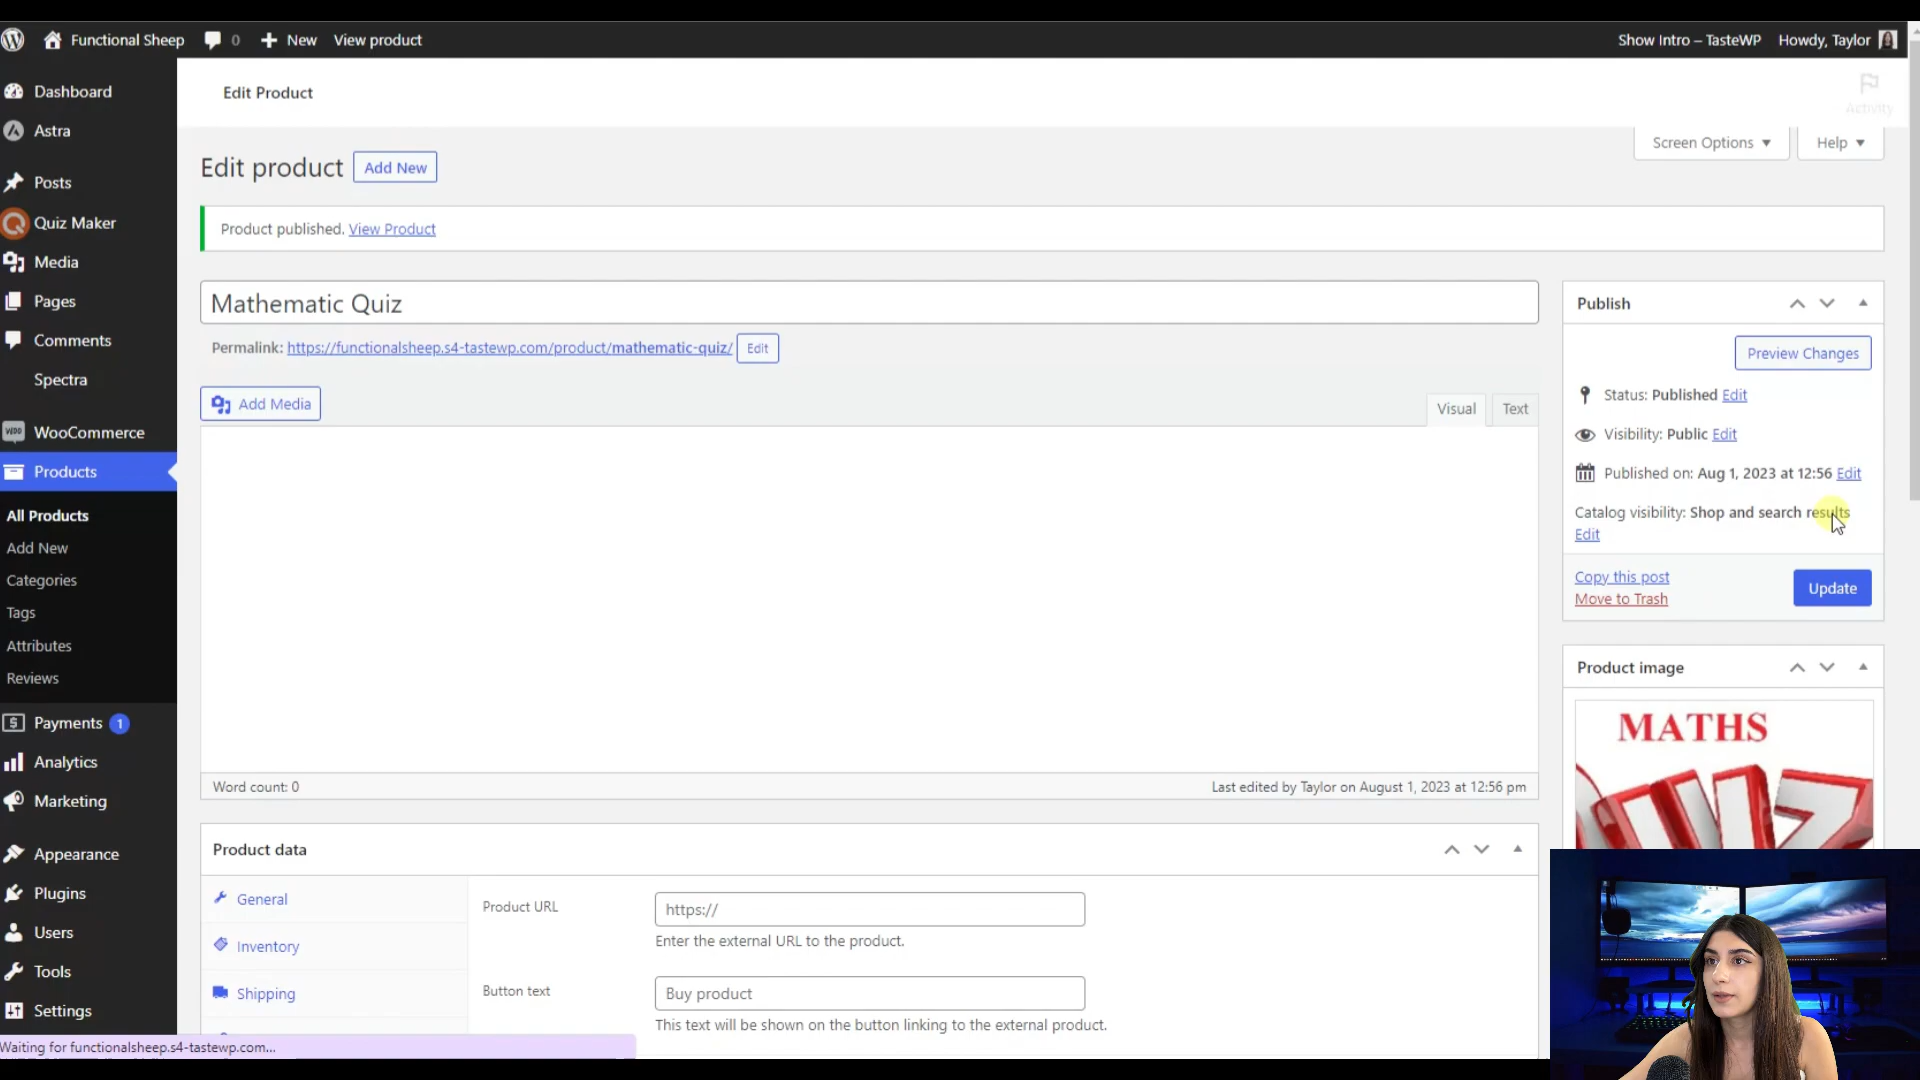 Functional Sheep 0 New View product Show Intro – TasteWP Howdy, Taylor
Dashboard
Astra
Posts
Quiz Maker
Media
Pages
Comments
Spectra
WooCommerce
Products
All Products
Add New
Categories
Tags
Attributes
Reviews
Payments 1
Analytics
Marketing
Appearance
Plugins
Users
Tools
Settings
Waiting for functionalsheep.s4-tastewp.com...
Edit Product
Activity
Screen Options Help
Edit product Add New
Product published. View Product
Mathematic Quiz
Permalink: https://functionalsheep.s4-tastewp.com/product/mathematic-quiz/ Edit
Add Media
Visual Text
Word count: 0 Last edited by Taylor on August 1, 2023 at 12:56 pm
Product data
General
Inventory
Shipping
Product URL https://
Enter the external URL to the product.
Button text Buy product
This text will be shown on the button linking to the external product.
Publish
Preview Changes
Status: Published Edit
Visibility: Public Edit
Published on: Aug 1, 2023 at 12:56 Edit
Catalog visibility: Shop and search results
Edit
Copy this post
Move to Trash
Update
Product image
MATHS
QUIZ